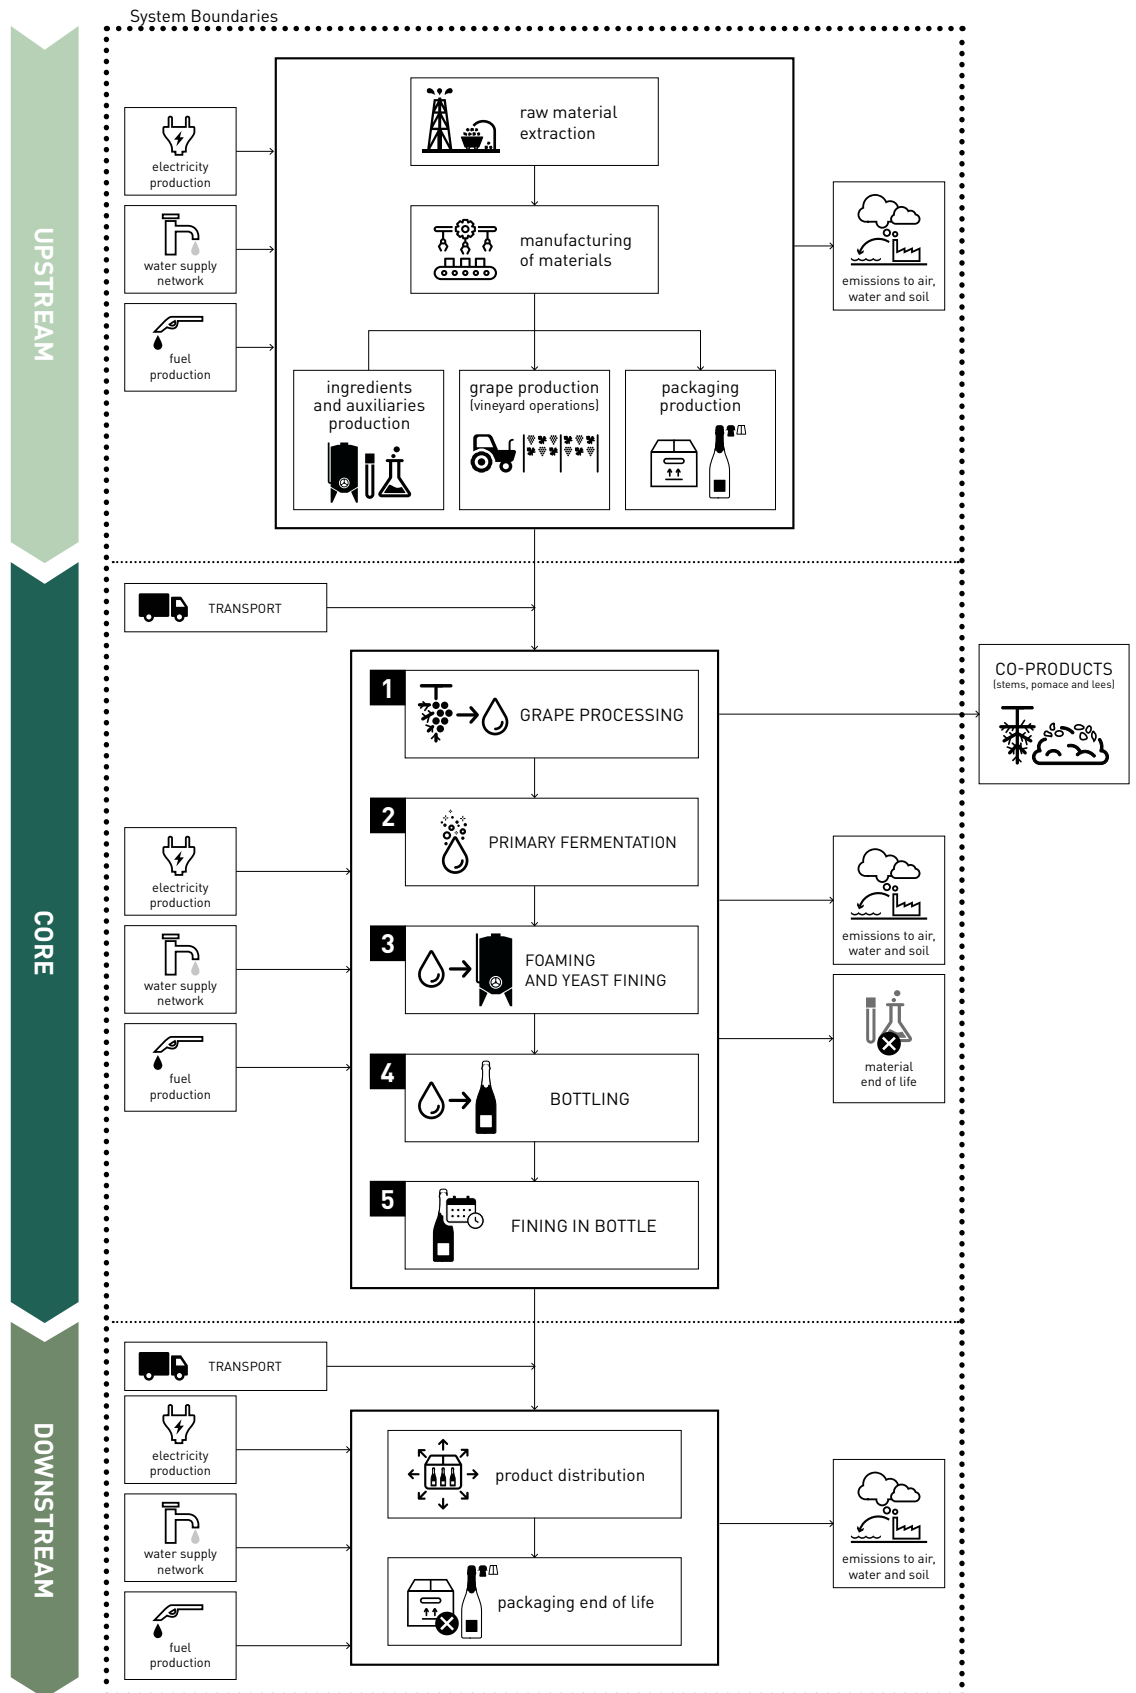 System Boundaries
UPSTREAM
raw material
extraction
electricity
production
water supply
network
fuel
production
manufacturing
of materials
emissions to air,
water and soil
ingredients
and auxiliaries
production
grape production
(vineyard operations)
packaging
production
CORE
TRANSPORT
1
GRAPE PROCESSING
CO-PRODUCTS
(stems, pomace and lees)
2
PRIMARY FERMENTATION
electricity
production
water supply
network
fuel
production
3
FOAMING
AND YEAST FINING
emissions to air,
water and soil
material
end of life
4
BOTTLING
5
FINING IN BOTTLE
DOWNSTREAM
TRANSPORT
electricity
production
water supply
network
fuel
production
product distribution
packaging end of life
emissions to air,
water and soil